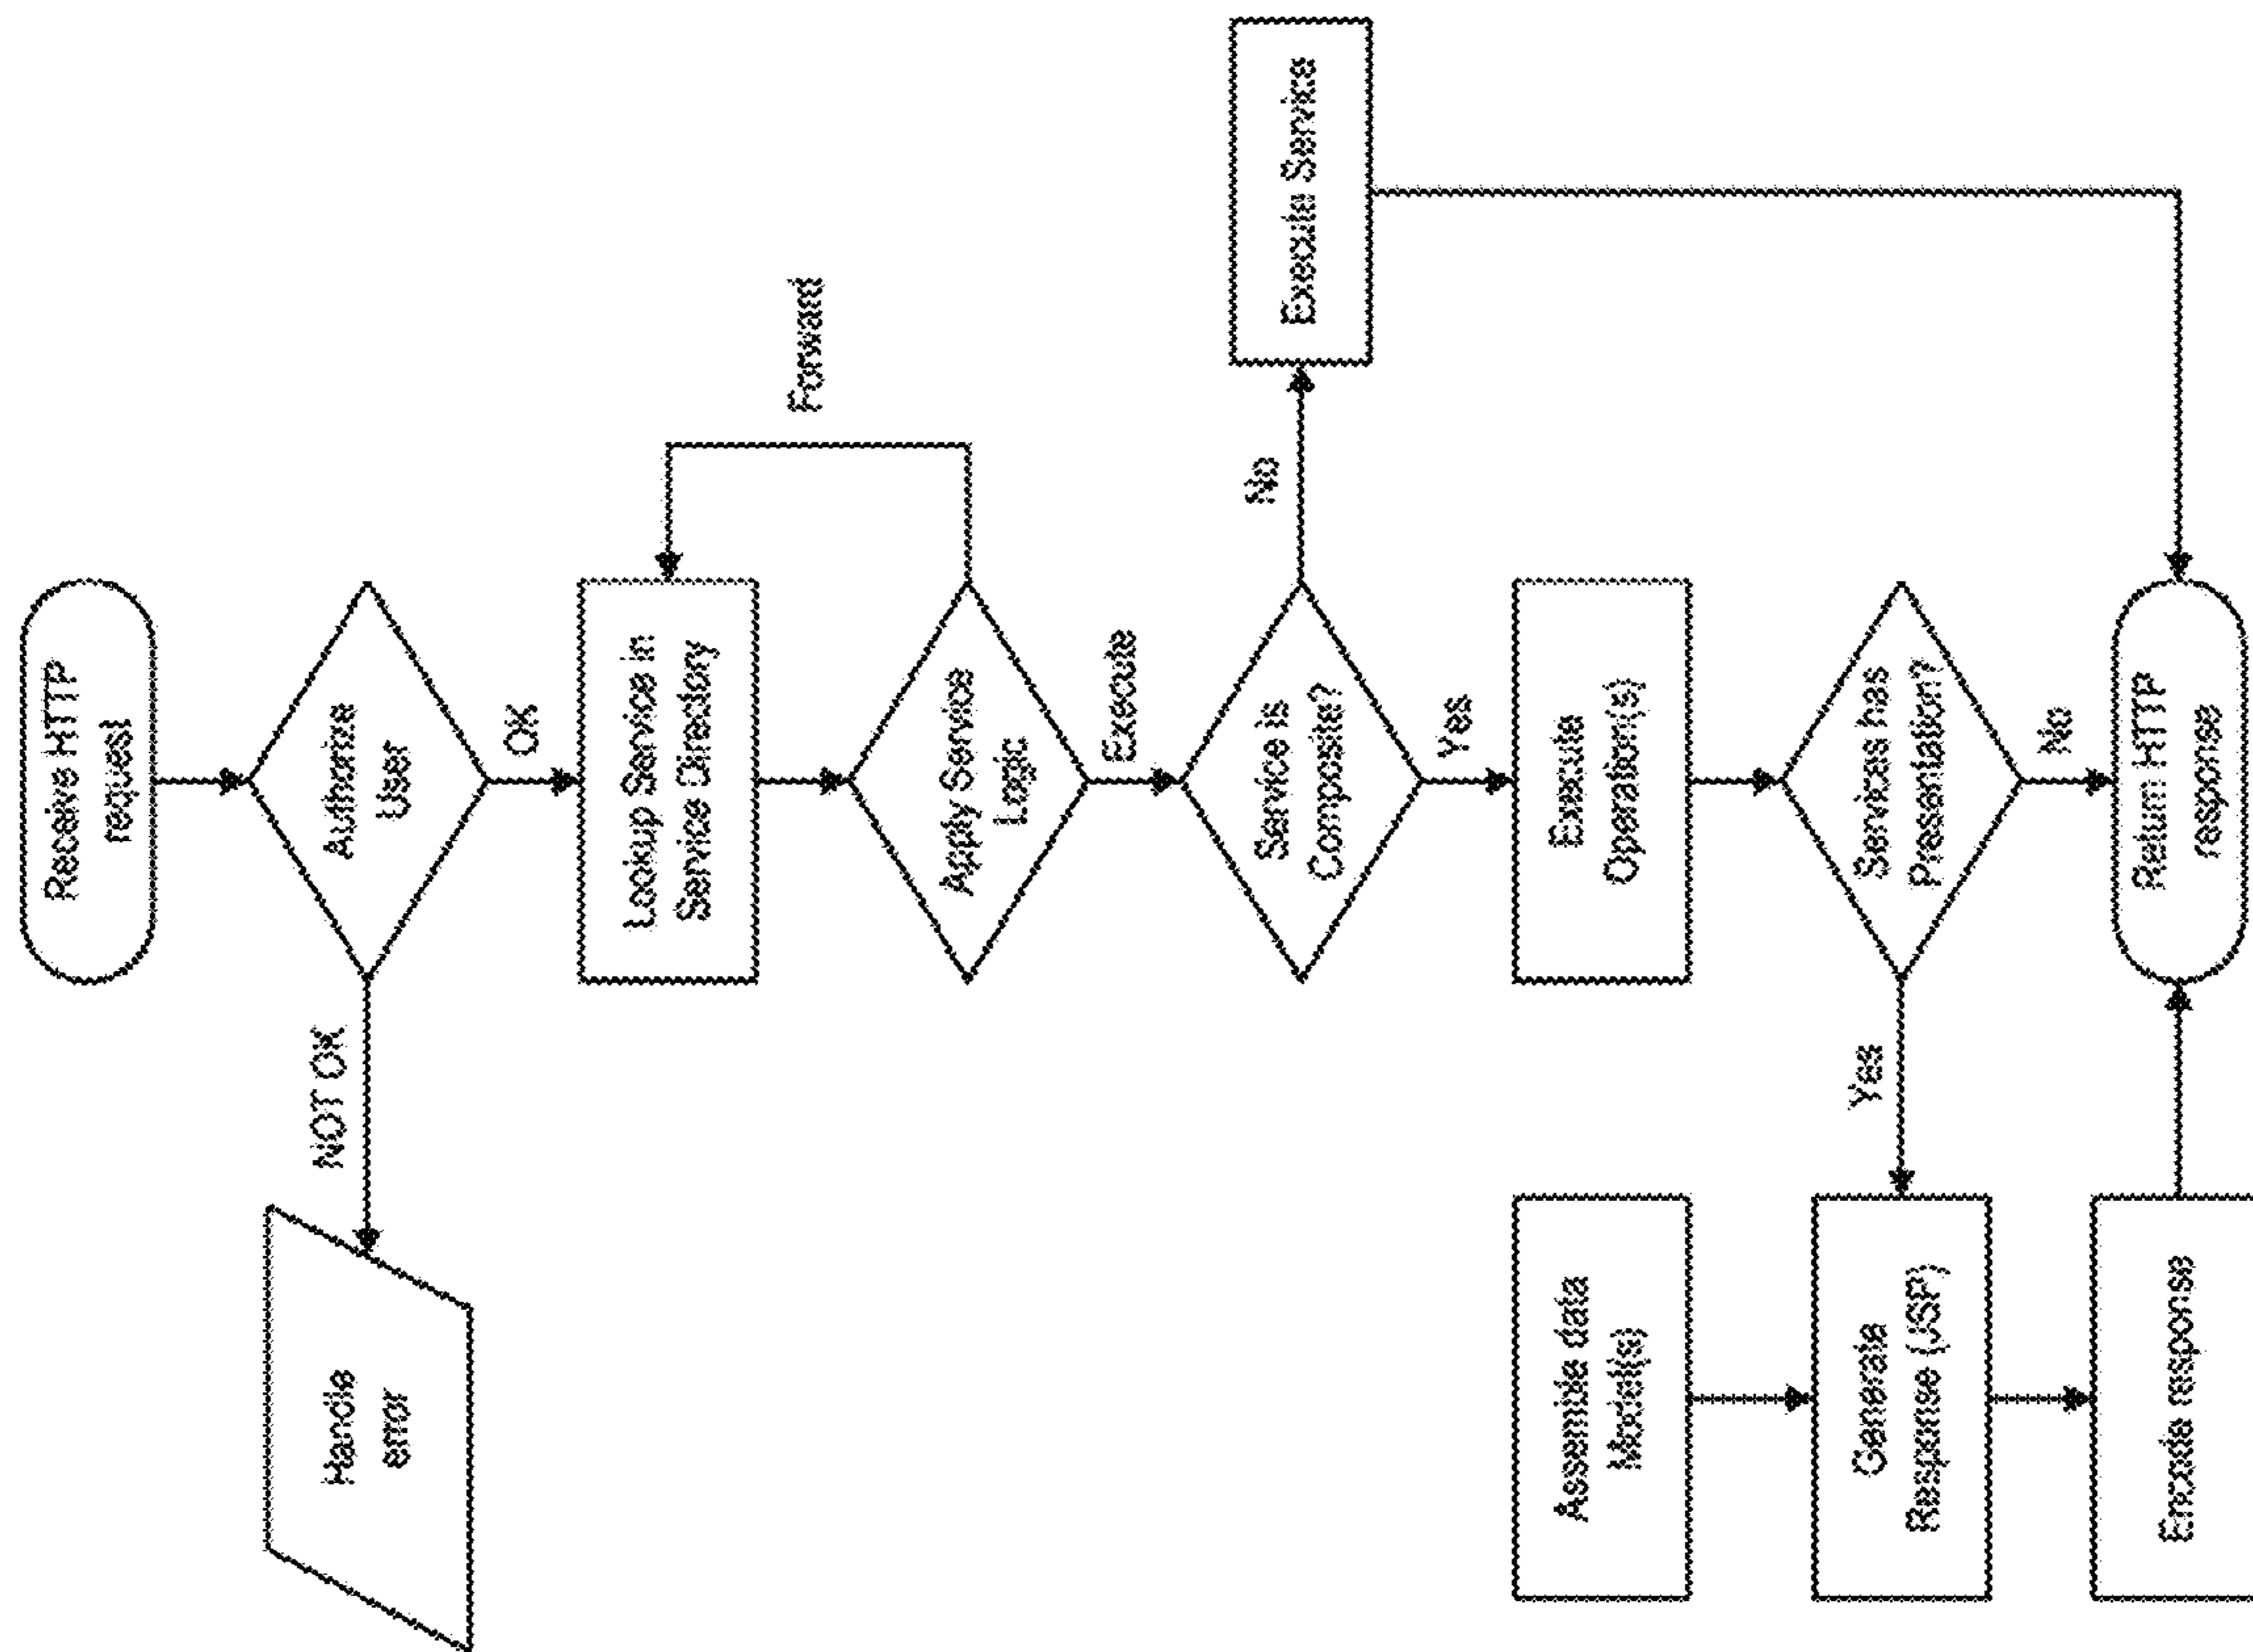 Receive HTTP
request
Authorize
User
NOT OK
Handle
error
OK
Lookup Service in
Service Directory
Forward
Apply Service
Logic
Execute
Service is
Composite?
No
Execute Service
Yes
Execute
Operation(s)
Services has
Presentation?
Yes
No
Assemble data
Model(s)
Generate
Response (JSP)
Encode response
Return HTTP
response